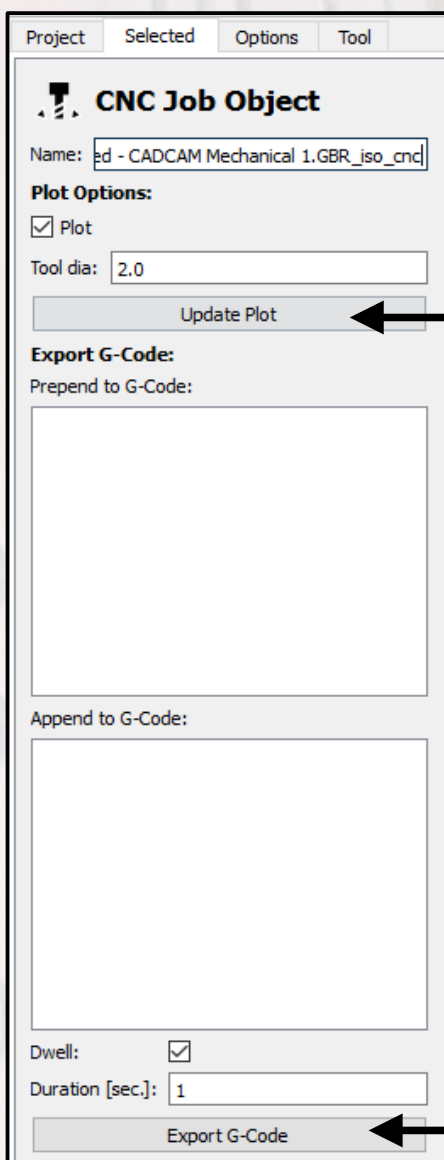 Project Selected Options Tool
CNC Job Object
Name: ed - CADCAM Mechanical 1.GBR_iso_cnc
Plot Options:
Plot
Tool dia: 2.0
Update Plot
Export G-Code:
Prepend to G-Code:
Append to G-Code:
Dwell:
Duration [sec.]: 1
Export G-Code